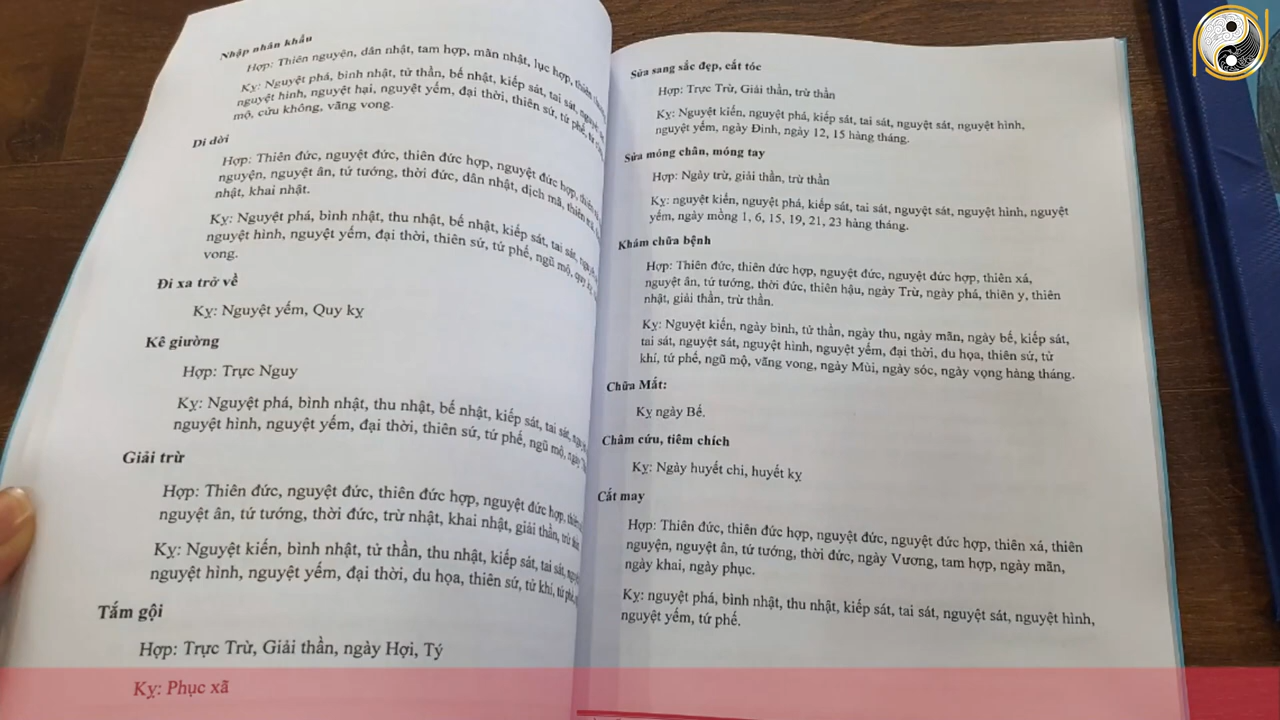 Nhập nhân khẩu
Hợp: Thiên nguyện, dân nhật, tam hợp, mãn nhật, lục hợp,
Kỵ: Nguyệt phá, bình nhật, tử thần, bế nhật, kiếp sát, tai sát,
nguyệt hình, nguyệt hại, nguyệt yếm, đại thời, thiên sứ, tứ phế,
mộ, cửu không, vãng vong.
Di dời
Hợp: Thiên đức, nguyệt đức, thiên đức hợp, nguyệt đức hợp,
nguyện, nguyệt ân, tứ tướng, thời đức, dân nhật, dịch mã,
nhật, khai nhật.
Kỵ: Nguyệt phá, bình nhật, thu nhật, bế nhật, kiếp sát, tai sát,
nguyệt hình, nguyệt yếm, đại thời, thiên sứ, tứ phế, ngũ mộ,
vong.
Đi xa trở về
Kỵ: Nguyệt yếm, Quy kỵ
Kê giường
Hợp: Trực Nguy
Kỵ: Nguyệt phá, bình nhật, thu nhật, bế nhật, kiếp sát, tai sát,
nguyệt hình, nguyệt yếm, đại thời, thiên sứ, tứ phế, ngũ mộ, ngày
Giải trừ
Hợp: Thiên đức, nguyệt đức, thiên đức hợp, nguyệt đức hợp,
nguyệt ân, tứ tướng, thời đức, trừ nhật, khai nhật, giải thần,
Kỵ: Nguyệt kiến, bình nhật, tử thần, thu nhật, kiếp sát, tai sát,
nguyệt hình, nguyệt yếm, đại thời, du họa, thiên sứ, tử khí,
Tắm gội
Hợp: Trực Trừ, Giải thần, ngày Hợi, Tý
Kỵ: Phục xã
Sửa sang sắc đẹp, cắt tóc
Hợp: Trực Trừ, Giải thần, trừ thần
Kỵ: Nguyệt kiến, nguyệt phá, kiếp sát, tai sát, nguyệt sát, nguyệt hình,
nguyệt yếm, ngày Đinh, ngày 12, 15 hàng tháng.
Sửa móng chân, móng tay
Hợp: Ngày trừ, giải thần, trừ thần
Kỵ: nguyệt kiến, nguyệt phá, kiếp sát, tai sát, nguyệt sát, nguyệt hình, nguyệt
yếm, ngày mồng 1, 6, 15, 19, 21, 23 hàng tháng.
Khám chữa bệnh
Hợp: Thiên đức, thiên đức hợp, nguyệt đức, nguyệt đức hợp, thiên xá,
nguyệt ân, tứ tướng, thời đức, thiên hậu, ngày Trừ, ngày phá, thiên y, thiên
nhật, giải thần, trừ thần.
Kỵ: Nguyệt kiến, ngày bình, tử thần, ngày thu, ngày mãn, ngày bế, kiếp sát,
tai sát, nguyệt sát, nguyệt hình, nguyệt yếm, đại thời, du họa, thiên sứ, tử
khí, tứ phế, ngũ mộ, vãng vong, ngày Mùi, ngày sóc, ngày vọng hàng tháng.
Chữa Mắt:
Kỵ ngày Bế.
Châm cứu, tiêm chích
Kỵ: Ngày huyết chi, huyết kỵ
Cắt may
Hợp: Thiên đức, thiên đức hợp, nguyệt đức, nguyệt đức hợp, thiên xá, thiên
nguyện, nguyệt ân, tứ tướng, thời đức, ngày Vương, tam hợp, ngày mãn,
ngày khai, ngày phục.
Kỵ: nguyệt phá, bình nhật, thu nhật, kiếp sát, tai sát, nguyệt sát, nguyệt hình,
nguyệt yếm, tứ phế.